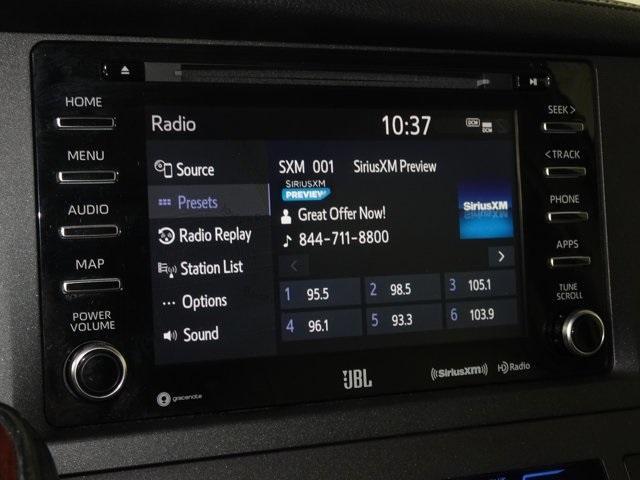 HOME
MENU
AUDIO
MAP
POWER
VOLUME
Radio 10:37 DCM DCM
Source
Presets
Radio Replay
Station List
Options
Sound
SXM 001 SiriusXM Preview
SIRIUSXM
PREVIEW
Great Offer Now!
844-711-8800
SiriusXM
1 95.5 2 98.5 3 105.1
4 96.1 5 93.3 6 103.9
SEEK >
< TRACK
PHONE
APPS
TUNE
SCROLL
gracenote JBL ((SiriusXM)) HD Radio